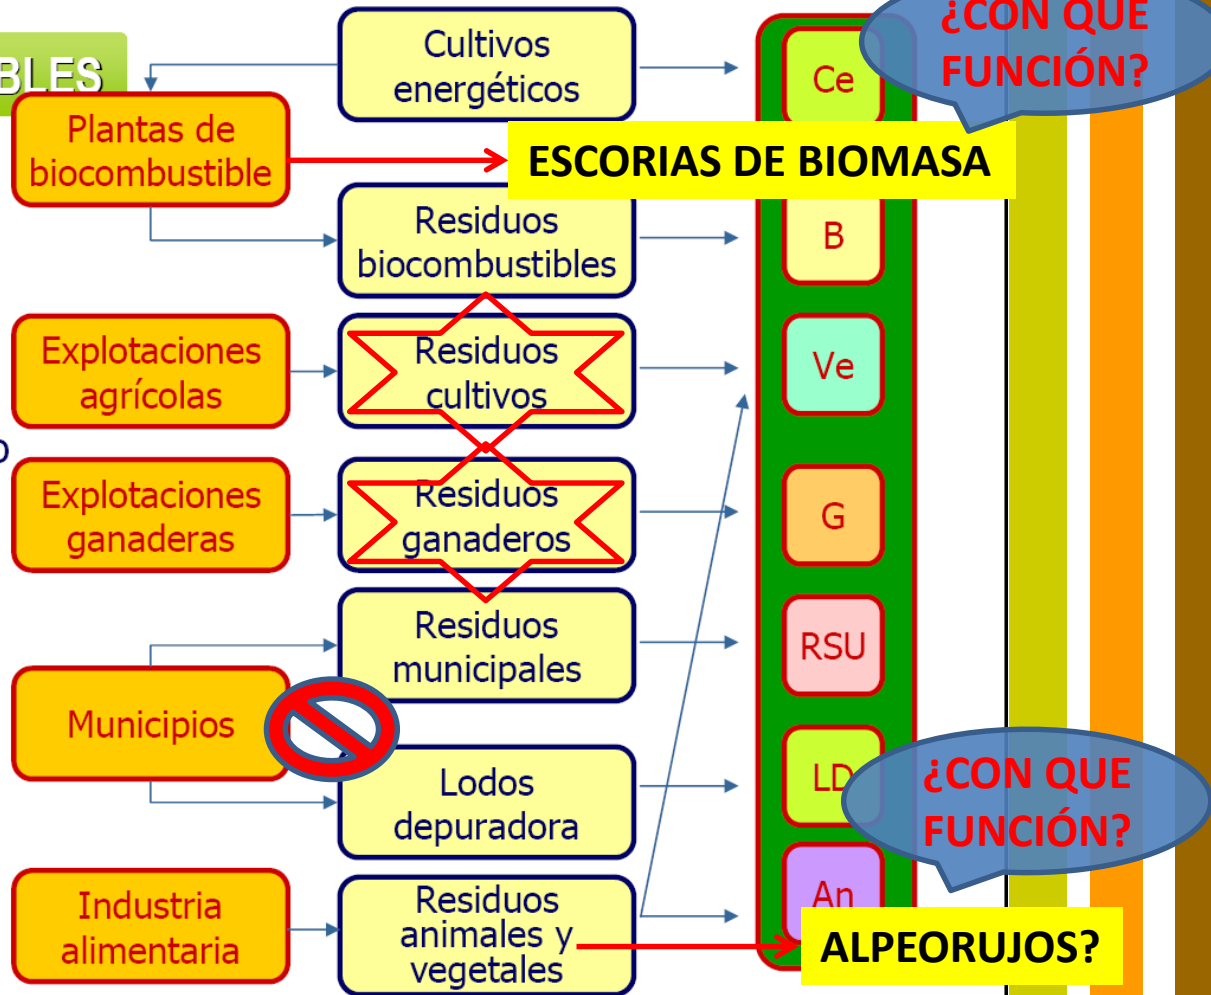 BLES
Cultivos
energéticos
Ce
¿CON QUE
FUNCIÓN?
Plantas de
biocombustible
ESCORIAS DE BIOMASA
Residuos
biocombustibles
B
Explotaciones
agrícolas
Residuos
cultivos
Ve
o
Explotaciones
ganaderas
Residuos
ganaderos
G
Residuos
municipales
RSU
Municipios
Lodos
depuradora
LD
¿CON QUE
FUNCIÓN?
Industria
alimentaria
Residuos
animales y
vegetales
An
ALPEORUJOS?